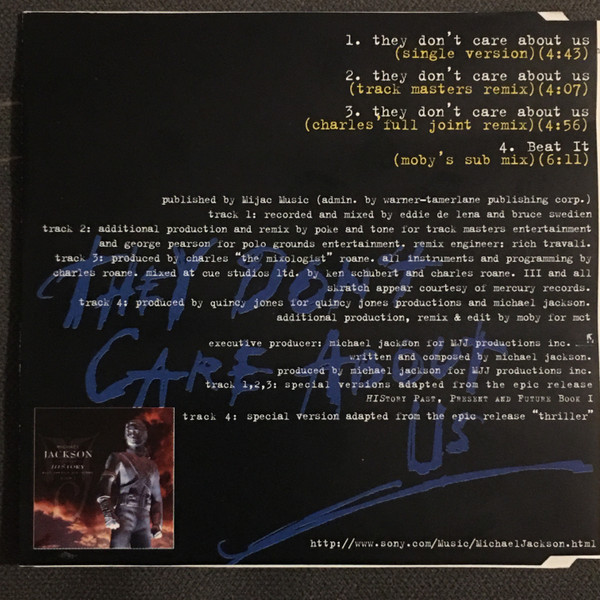 1. they don't care about us
(single version)(4:43)
2. they don't care about us
(track masters remix)(4:07)
3. they don't care about us
(charles full joint remix)(4:56)
4. Beat It
(moby's sub mix)(6:11)
published by Mijac Music (admin. by warner-tamerlane publishing corp.)
track 1: recorded and mixed by eddie de lena and bruce swedien
track 2: additional production and remix by poke and tone for track masters entertainment
and george pearson for polo grounds entertainment. remix engineer: rich travali.
track 3: produced by charles "the mixologist" roane. all instruments and programming by
charles roane. mixed at cue studios ltd. by ken schubert and charles roane. III and all
skratch appear courtesy of mercury records.
track 4: produced by quincy jones for quincy jones productions and michael jackson.
additional production, remix & edit by moby for mct
executive producer: michael jackson for MJJ productions inc.
written and composed by michael jackson.
produced by michael jackson for MJJ productions inc.
track 1,2,3: special versions adapted from the epic release
HIStory Past, Present and Future Book I
track 4: special version adapted from the epic release "thriller"
THEY DON'T
CARE ABOUT
US
JACKSON
HISTORY
http://www.sony.com/Music/MichaelJackson.html